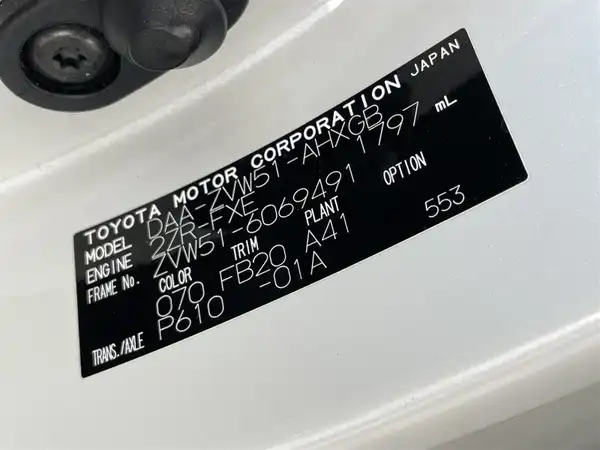 TOYOTA MOTOR CORPORATION JAPAN
MODEL DAA-ZVW51-AHXGB
ENGINE 2ZR-FXE 1797 mL
FRAME No. ZVW51-6069491
COLOR TRIM PLANT OPTION
070 FB20 A41 553
TRANS./AXLE P610 -01A